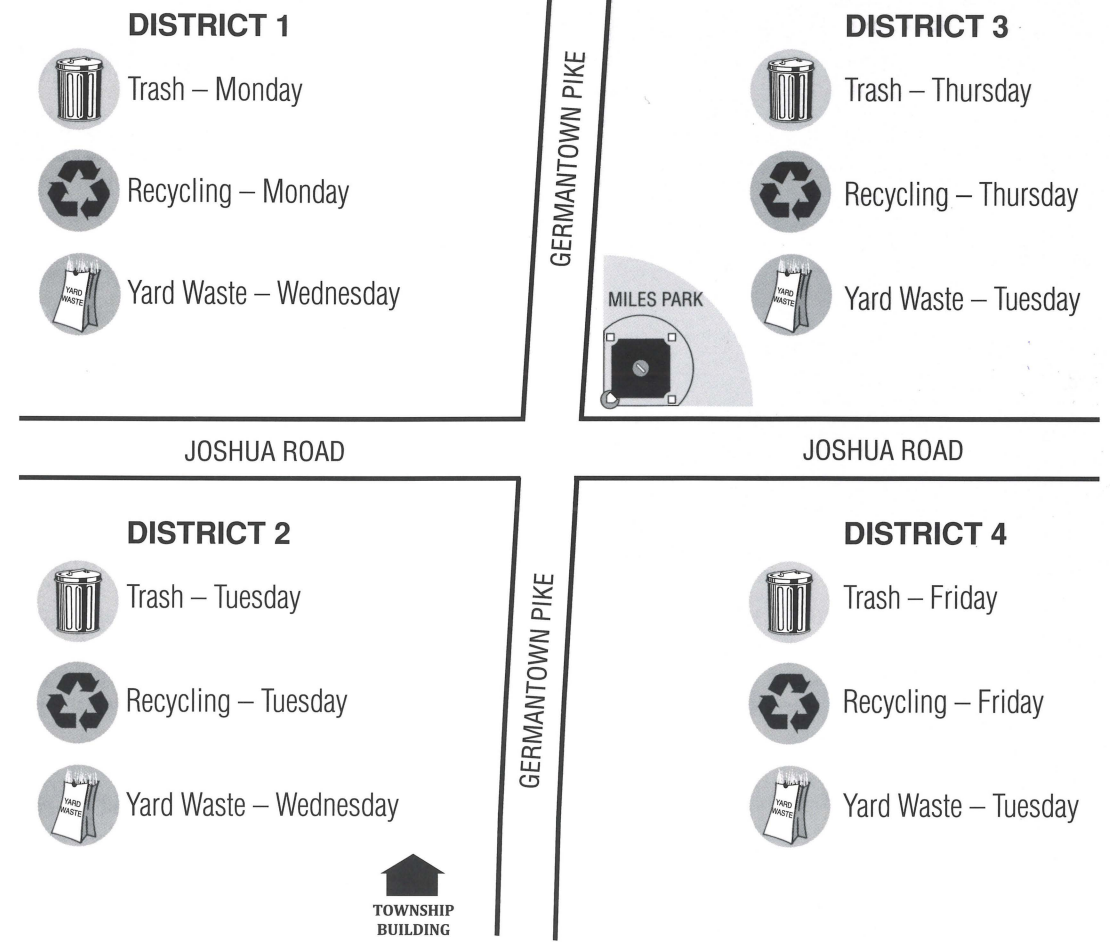 DISTRICT 1
Trash – Monday
Recycling – Monday
YARD
WASTE
Yard Waste – Wednesday
GERMANTOWN PIKE
DISTRICT 3
Trash – Thursday
Recycling – Thursday
YARD
WASTE
Yard Waste – Tuesday
MILES PARK
JOSHUA ROAD
JOSHUA ROAD
DISTRICT 2
Trash – Tuesday
Recycling – Tuesday
YARD
WASTE
Yard Waste – Wednesday
TOWNSHIP
BUILDING
GERMANTOWN PIKE
DISTRICT 4
Trash – Friday
Recycling – Friday
YARD
WASTE
Yard Waste – Tuesday